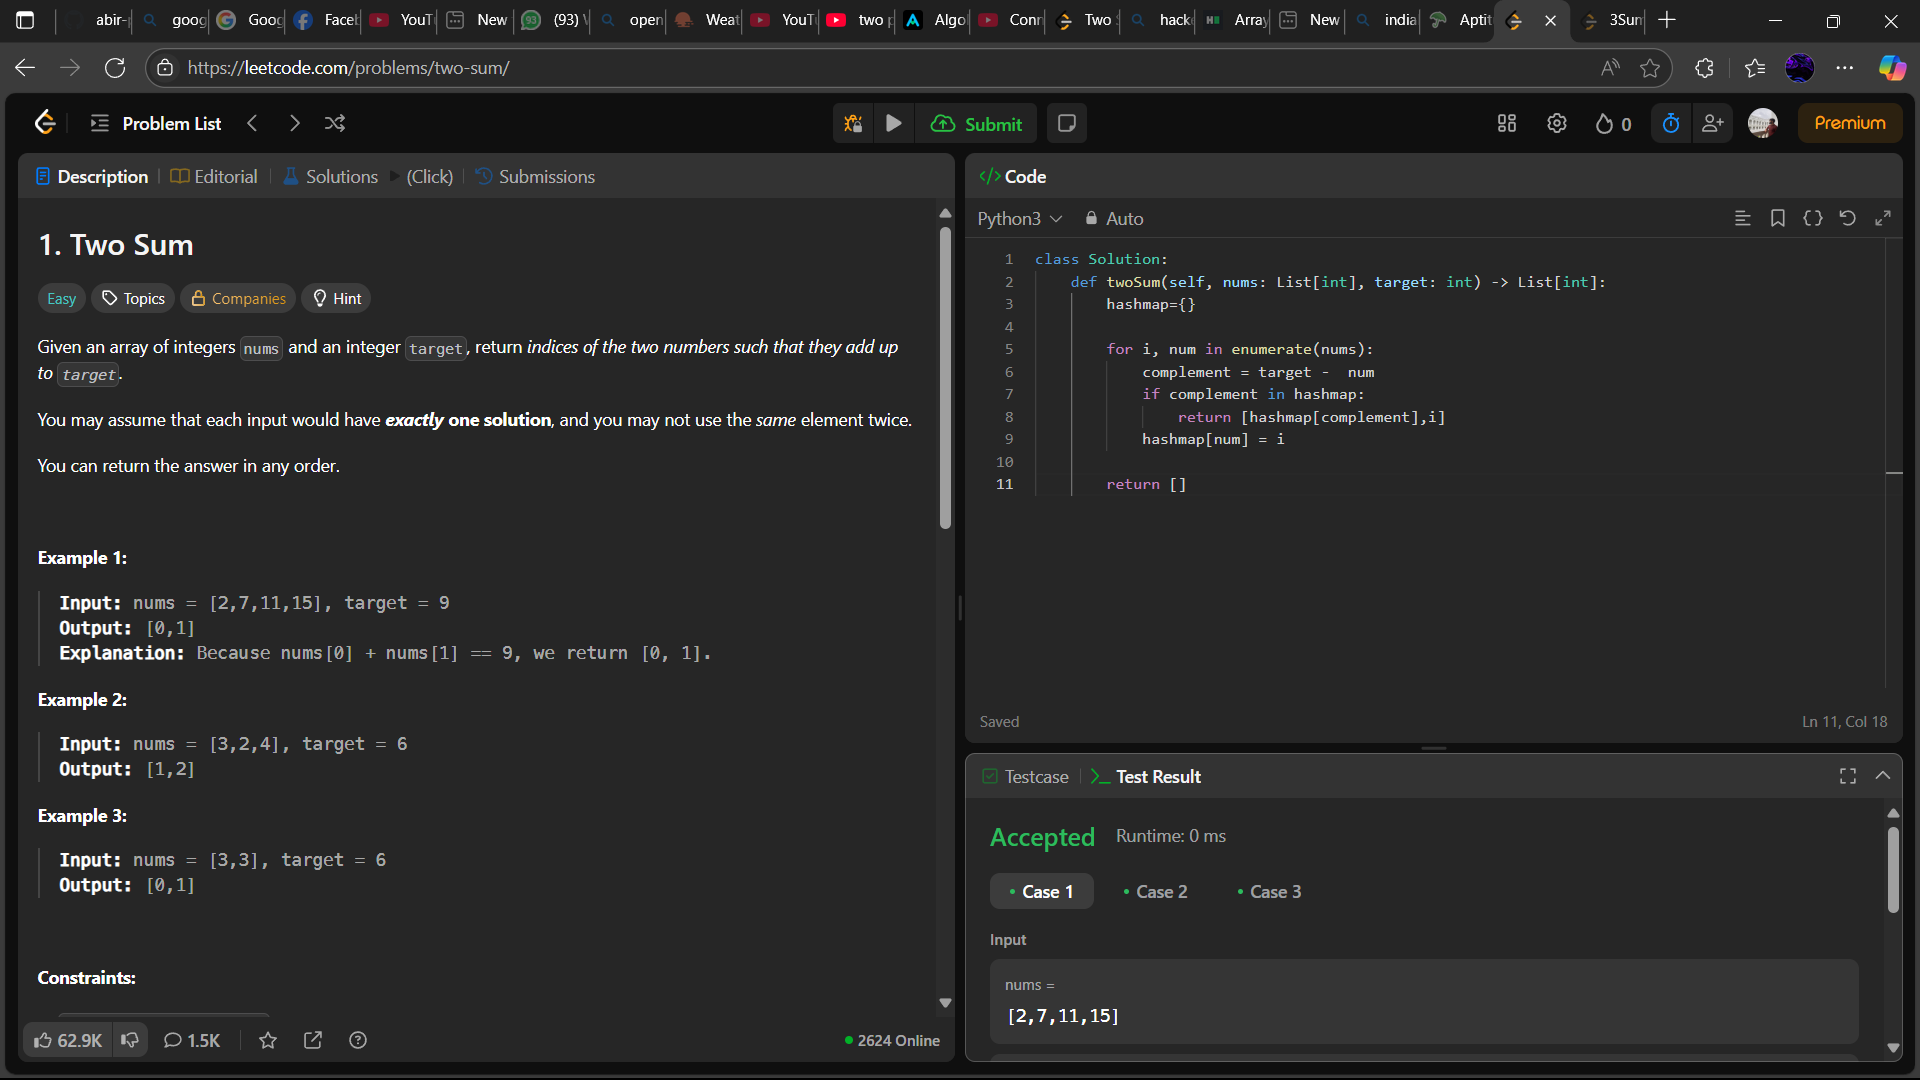 abir-
goog
Goog
Facel
YouT
New
(93)
open
Weat
YouT
two p
Algo
Conn
Two
hack
Array
New
india
Aptit
3Sum
https://leetcode.com/problems/two-sum/
Problem List
Submit
0
Premium
Description
Editorial
Solutions
(Click)
Submissions
1. Two Sum
Easy
Topics
Companies
Hint
Given an array of integers nums and an integer target, return indices of the two numbers such that they add up
to target.
You may assume that each input would have exactly one solution, and you may not use the same element twice.
You can return the answer in any order.
Example 1:
Input: nums = [2,7,11,15], target = 9
Output: [0,1]
Explanation: Because nums[0] + nums[1] == 9, we return [0, 1].
Example 2:
Input: nums = [3,2,4], target = 6
Output: [1,2]
Example 3:
Input: nums = [3,3], target = 6
Output: [0,1]
Constraints:
62.9K
1.5K
2624 Online
</> Code
Python3
Auto
1 class Solution:
2 def twoSum(self, nums: List[int], target: int) -> List[int]:
3 hashmap={}
4
5 for i, num in enumerate(nums):
6 complement = target -  num
7 if complement in hashmap:
8 return [hashmap[complement],i]
9 hashmap[num] = i
10
11 return []
Saved
Ln 11, Col 18
Testcase
>_ Test Result
Accepted
Runtime: 0 ms
Case 1
Case 2
Case 3
Input
nums =
[2,7,11,15]